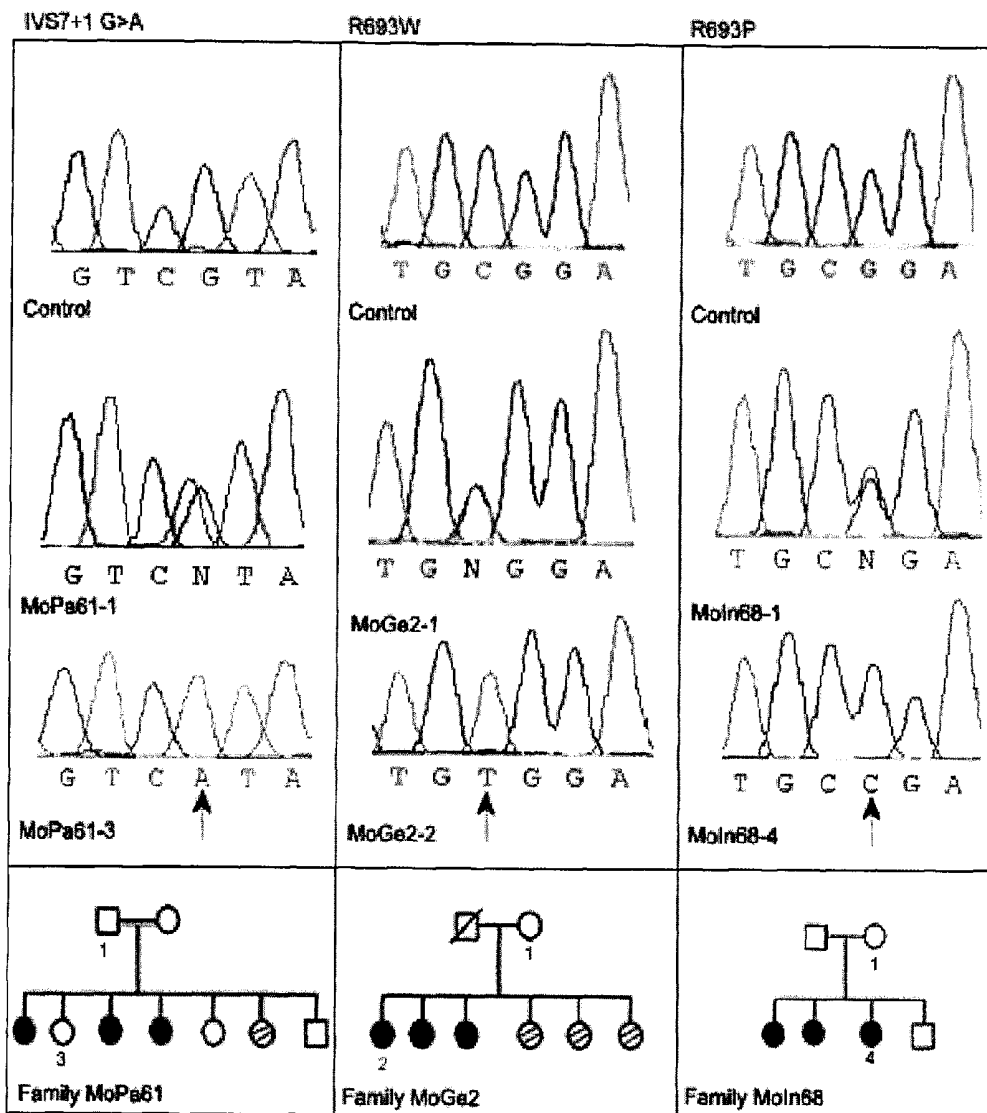 IVS7+1 G>A
R693W
R693P
G T C G T A
T G C G G A
T G C G G A
Control
Control
Control
G T C N T A
T G N G G A
T G C N G A
MoPa61-1
MoGe2-1
MoIn68-1
G T C A T A
T G T G G A
T G C C G A
MoPa61-3
MoGe2-2
MoIn68-4
1
1
1
3
2
4
Family MoPa61
Family MoGe2
Family MoIn68